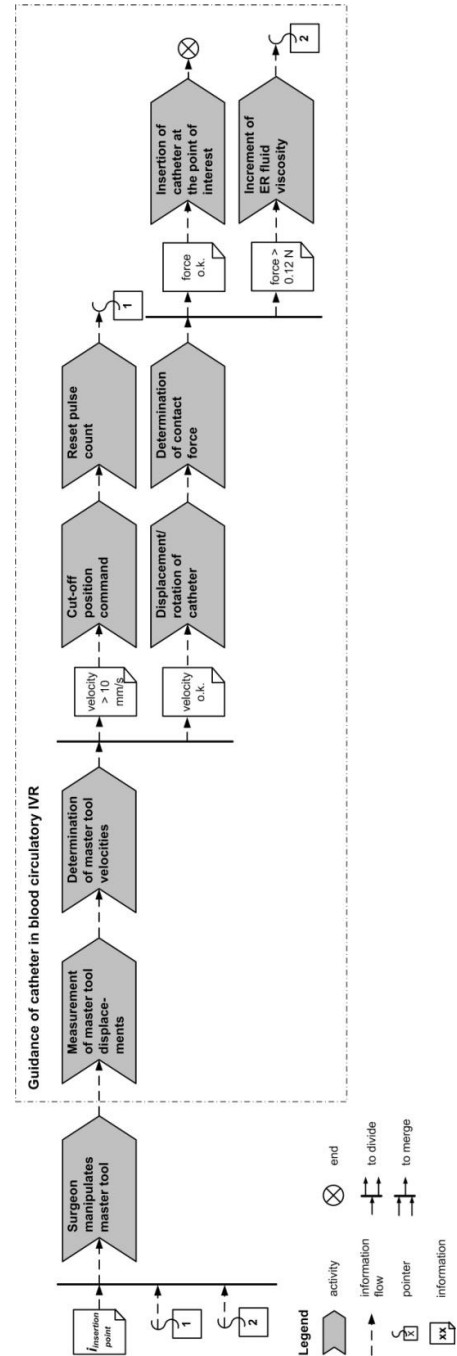 Guidance of catheter in blood circulatory IVR
i insertion
point
1
2
Surgeon
manipulates
master tool
Measurement
of master tool
displace-
ments
Determination
of master tool
velocities
velocity
> 10
mm/s
Cut-off
position
command
Reset pulse
count
1
velocity
o.k.
Displacement/
rotation of
catheter
Determination
of contact
force
force
o.k.
Insertion of
catheter at
the point of
interest
force >
0.12 N
Increment of
ER fluid
viscosity
2
Legend
activity
information
flow
x
pointer
xx
information
end
to divide
to merge